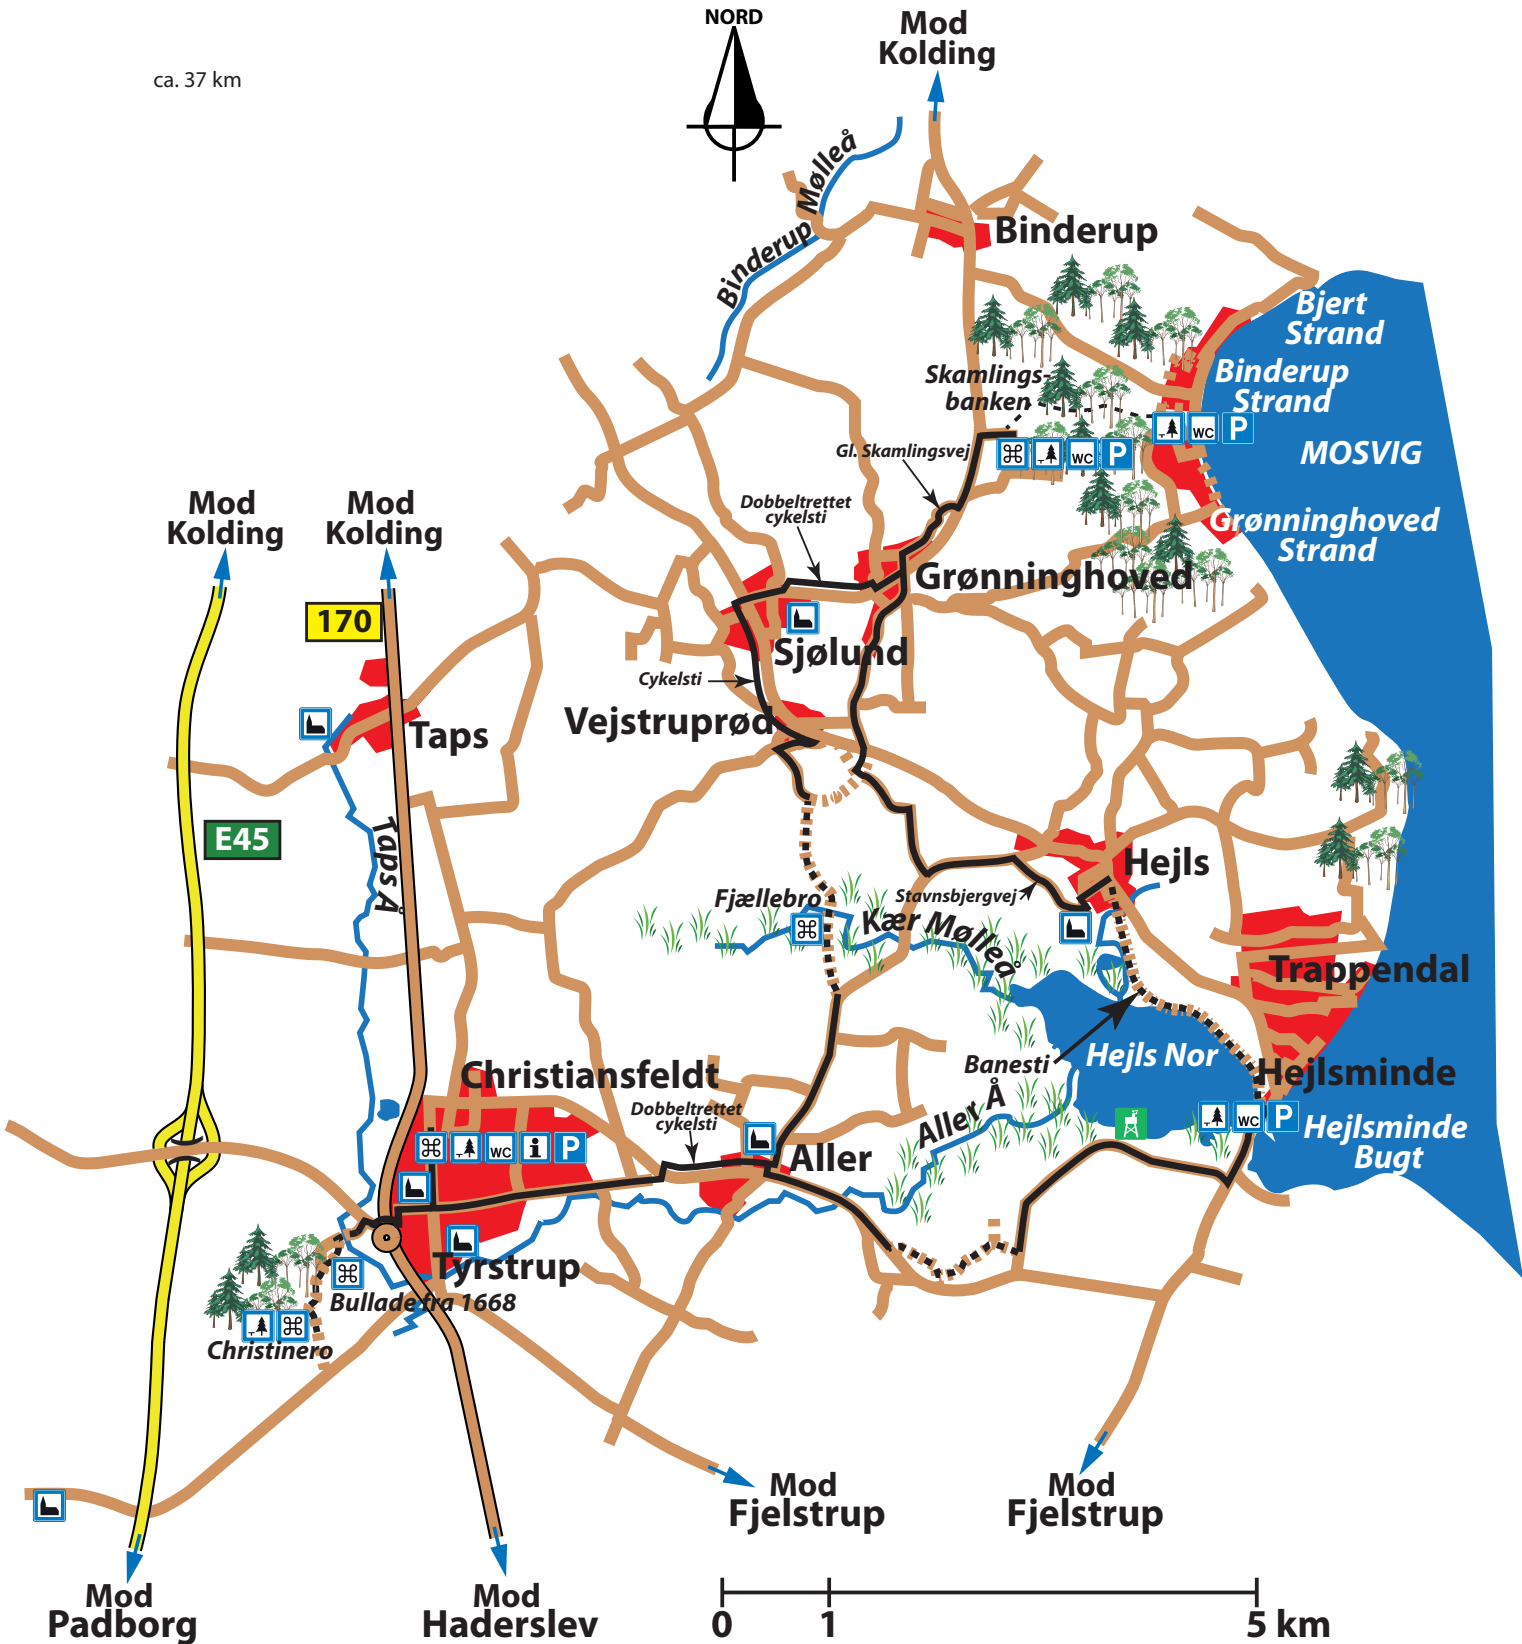 NORD
Mod
Kolding
ca. 37 km
Binderup Mølleå
Binderup
Bjert
Strand
Binderup
Strand
Skamlings-
banken
WC
P
Gl. Skamlingsvej
WC
P
MOSVIG
Mod
Kolding
Mod
Kolding
Dobbeltrettet
cykelsti
Grønninghoved
Strand
Grønninghoved
170
Sjølund
Cykelsti
Vejstruprød
Taps
E45
Taps Å
Hejls
Stavnsbjergvej
Fjællebro
Kær Mølleå
Trappendal
Hejls Nor
Banesti
Hejlsminde
Christiansfeldt
Dobbeltrettet
cykelsti
Aller Å
WC
P
Hejlsminde
Bugt
WC
i
P
Aller
Tyrstrup
Bullade fra 1668
Christinero
Mod
Fjelstrup
Mod
Fjelstrup
Mod
Padborg
Mod
Haderslev
0 1 5 km